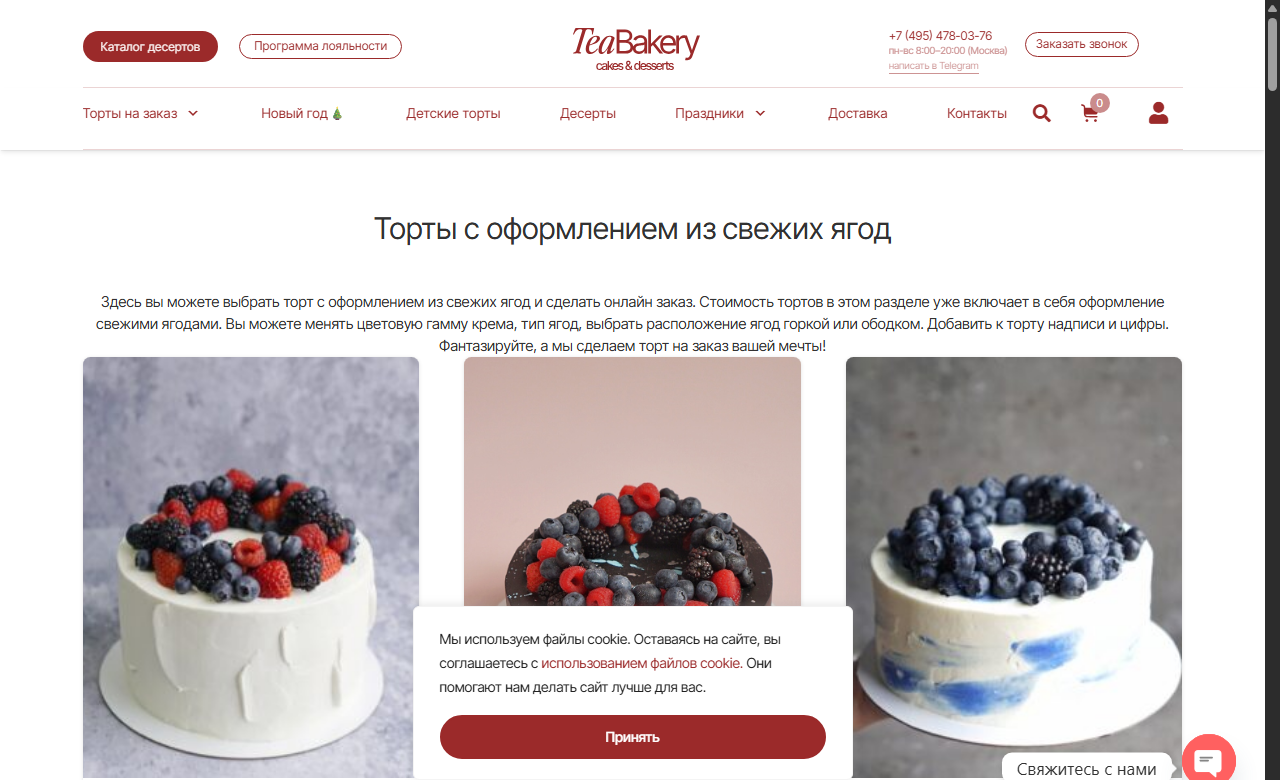 Каталог десертов
Программа лояльности
TeaBakery
cakes & desserts
+7 (495) 478-03-76
пн-вс 8:00–20:00 (Москва)
написать в Telegram
Заказать звонок
Торты на заказ
Новый год
Детские торты
Десерты
Праздники
Доставка
Контакты
0
Торты с оформлением из свежих ягод
Здесь вы можете выбрать торт с оформлением из свежих ягод и сделать онлайн заказ. Стоимость тортов в этом разделе уже включает в себя оформление
свежими ягодами. Вы можете менять цветовую гамму крема, тип ягод, выбрать расположение ягод горкой или ободком. Добавить к торту надписи и цифры.
Фантазируйте, а мы сделаем торт на заказ вашей мечты!
Мы используем файлы cookie. Оставаясь на сайте, вы
соглашаетесь с использованием файлов cookie. Они
помогают нам делать сайт лучше для вас.
Принять
Свяжитесь с нами